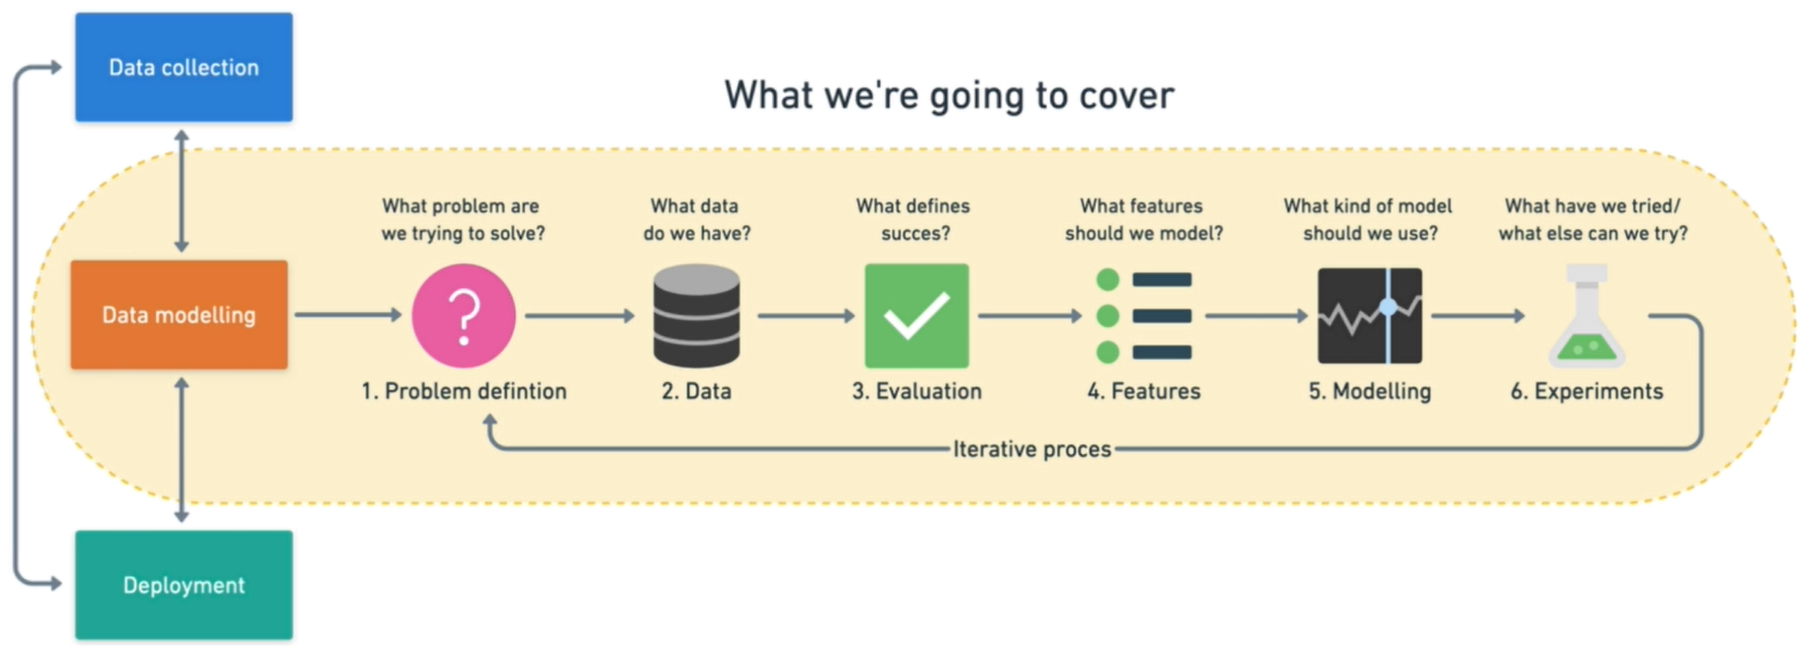 Data collection
What we're going to cover
What problem are
we trying to solve?
What data
do we have?
What defines
succes?
What features
should we model?
What kind of model
should we use?
What have we tried/
what else can we try?
Data modelling
?
1. Problem defintion
2. Data
3. Evaluation
4. Features
5. Modelling
6. Experiments
Iterative proces
Deployment